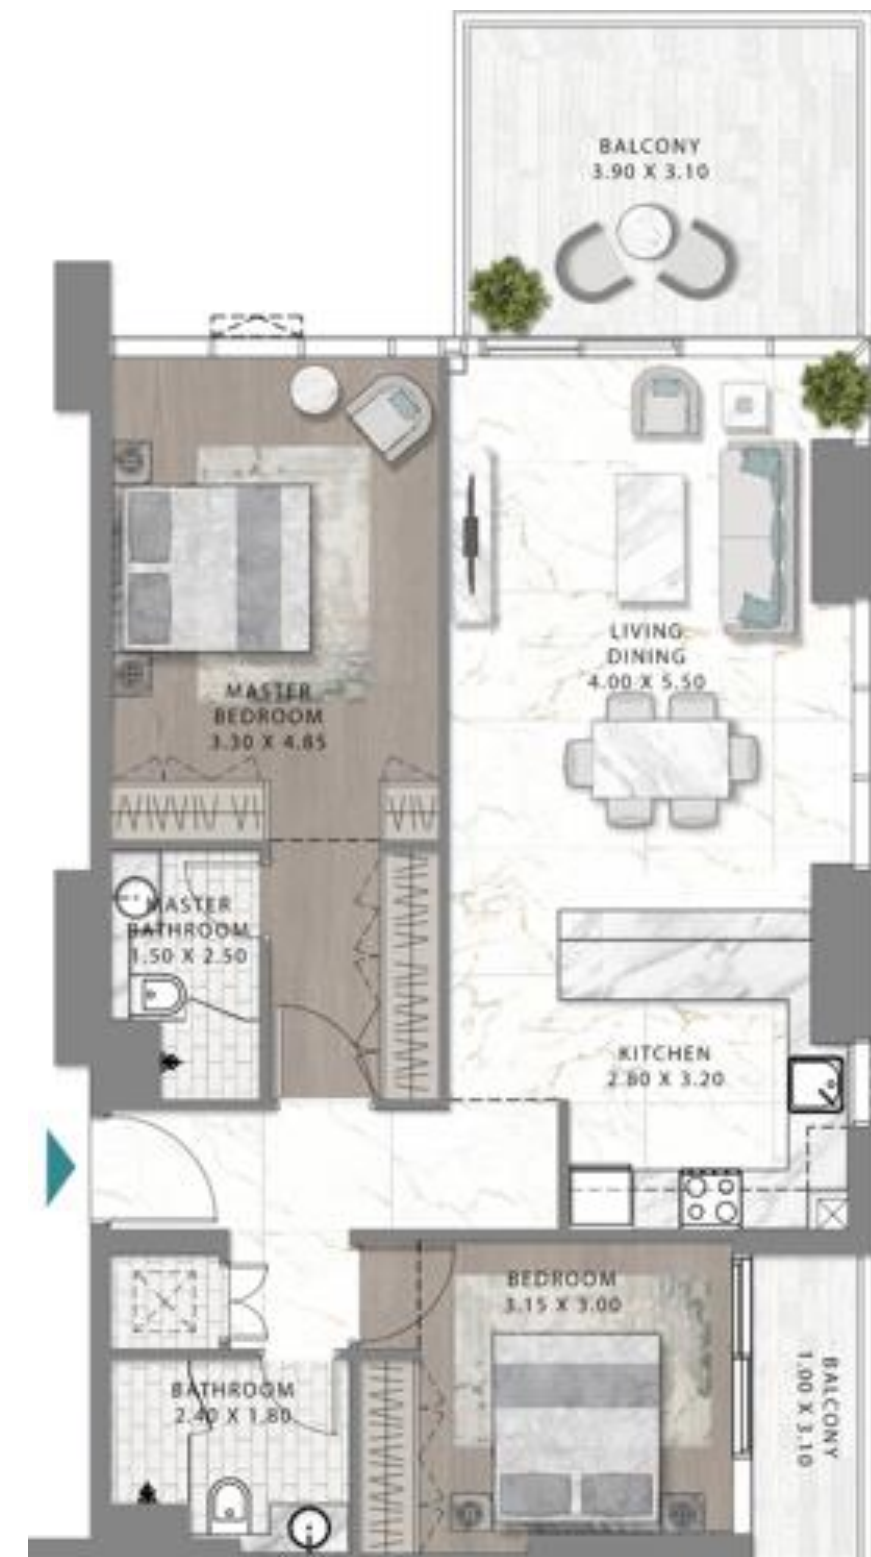 BALCONY
3.90 X 3.10
LIVING
DINING
4.00 X 5.50
MASTER
BEDROOM
3.30 X 4.85
MASTER
BATHROOM
1.50 X 2.50
KITCHEN
2.80 X 3.20
BEDROOM
3.15 X 3.00
BALCONY
1.00 X 3.10
BATHROOM
2.40 X 1.80